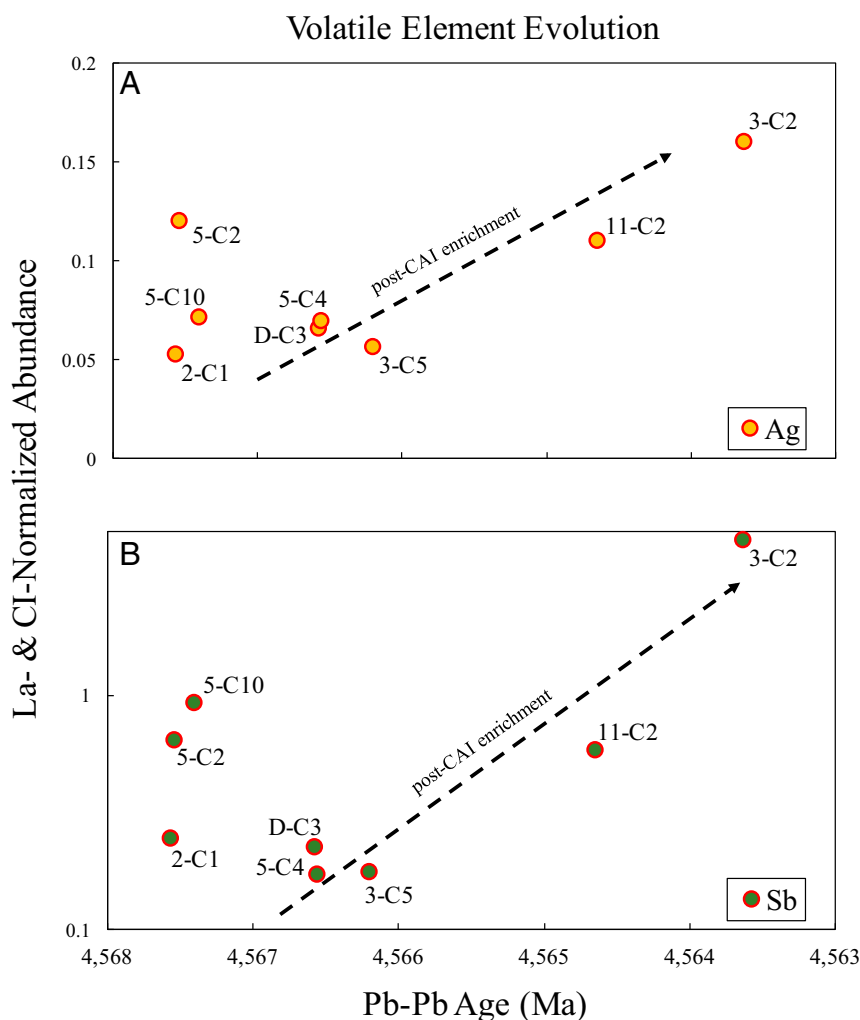 Volatile Element Evolution
La- & CI-Normalized Abundance
A
0.2
0.15
0.1
0.05
0
3-C2
5-C2
11-C2
post-CAI enrichment
5-C10
5-C4
D-C3
2-C1
3-C5
Ag
B
1
0.1
3-C2
5-C10
5-C2
11-C2
post-CAI enrichment
D-C3
2-C1
5-C4
3-C5
Sb
4,568 4,567 4,566 4,565 4,564 4,563
Pb-Pb Age (Ma)